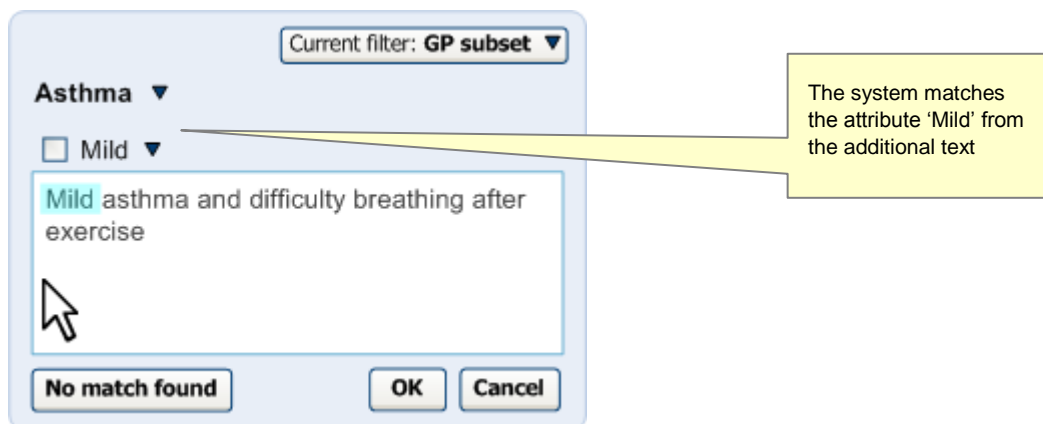 Current filter: GP subset
Asthma
Mild
Mild asthma and difficulty breathing after
exercise
No match found
OK
Cancel
The system matches
the attribute ‘Mild’ from
the additional text